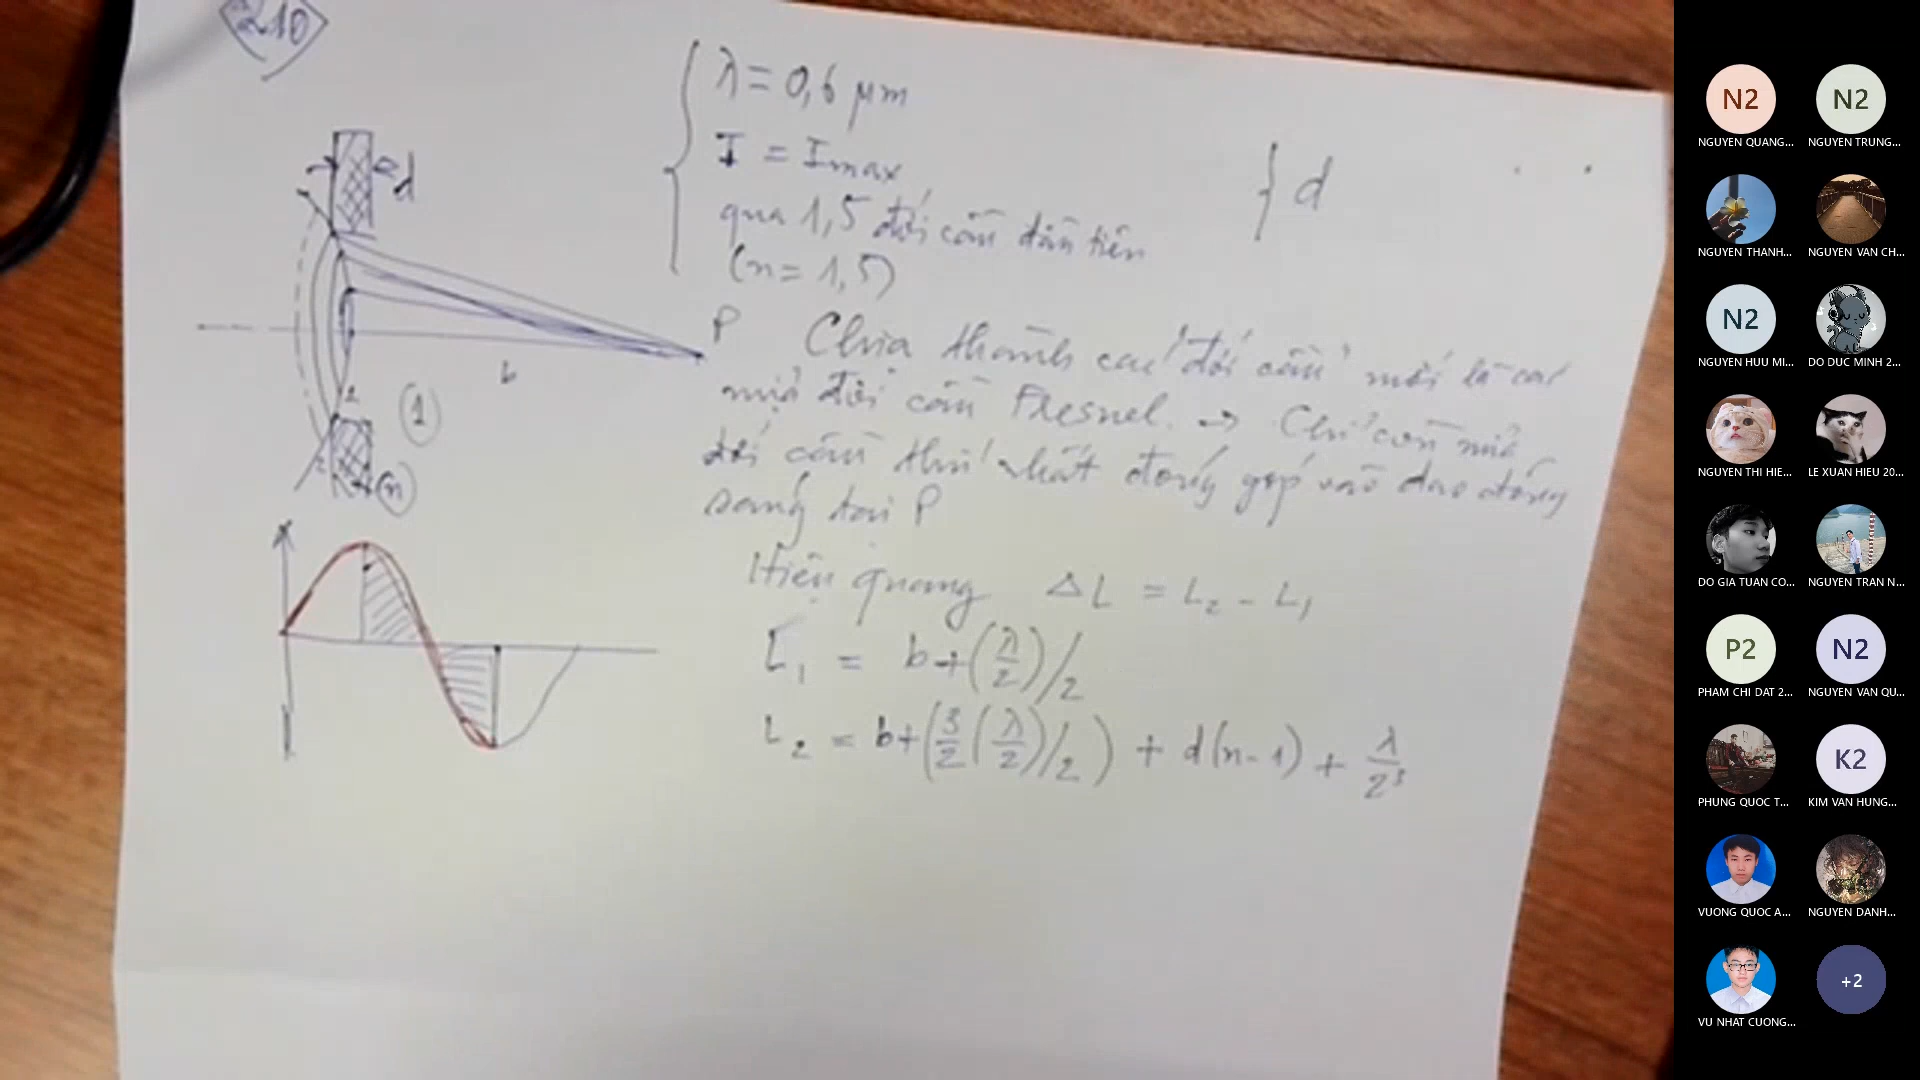 210
λ = 0,6 μm
I = Imax
qua 1,5 đới cầu đầu tiên
(n = 1,5)
} d
d
P
b
1
n
Chia thành các đới cầu mới là các
nửa đới cầu Fresnel. → Chỉ còn nửa
đới cầu thứ nhất đóng góp vào dao động
sáng tại P
Hiệu quang ΔL = L₂ - L₁
L₁ = b + (λ/2)/2
L₂ = b + (3/2 (λ/2)/2) + d(n-1) +
N2
N2
NGUYEN QUANG...
NGUYEN TRUNG...
NGUYEN THANH...
NGUYEN VAN CH...
N2
NGUYEN HUU MI...
DO DUC MINH 2...
NGUYEN THI HIE...
LE XUAN HIEU 20...
DO GIA TUAN CO...
NGUYEN TRAN N...
P2
N2
PHAM CHI DAT 2...
NGUYEN VAN QU...
K2
PHUNG QUOC T...
KIM VAN HUNG...
VUONG QUOC A...
NGUYEN DANH...
+2
VU NHAT CUONG...